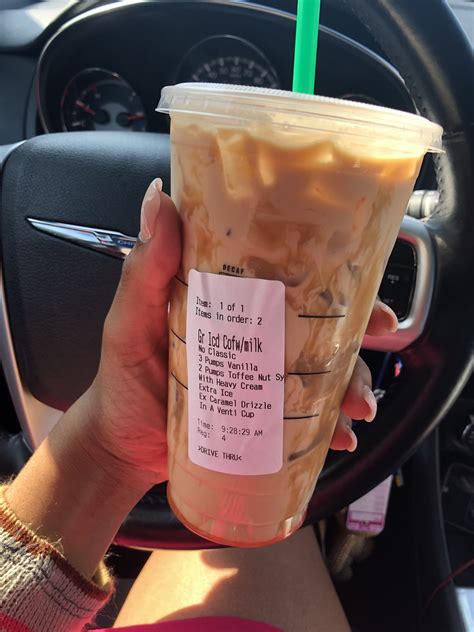 DECAF
Item: 1 of 1
Items in order: 2
Gr Icd Cofw/milk
No Classic
3 Pumps Vanilla
2 Pumps Toffee Nut Sy
With Heavy Cream
Extra Ice
Ex Caramel Drizzle
In A Venti Cup
Time: 9:28:29 AM
Reg: 4
>DRIVE THRU<